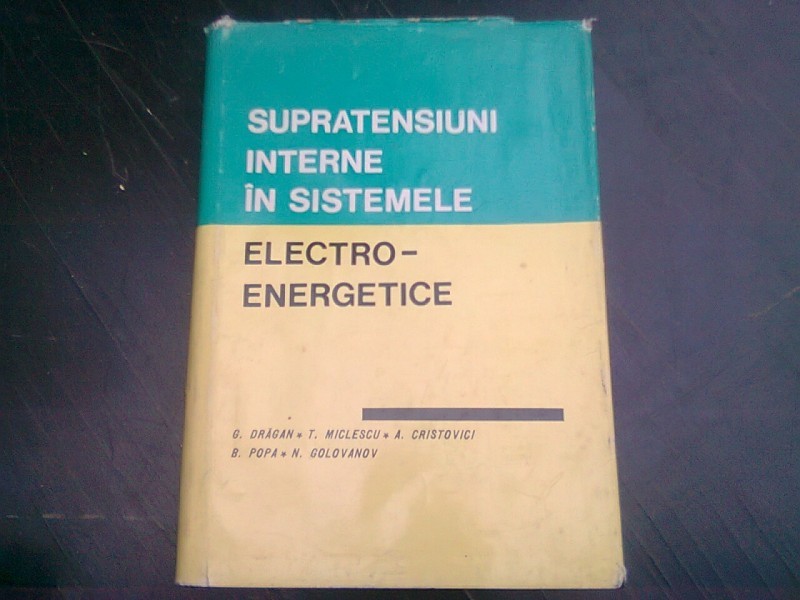 SUPRATENSIUNI
INTERNE
ÎN SISTEMELE
ELECTRO-
ENERGETICE
G. DRĂGAN * T. MICLESCU * A. CRISTOVICI
B. POPA * N. GOLOVANOV